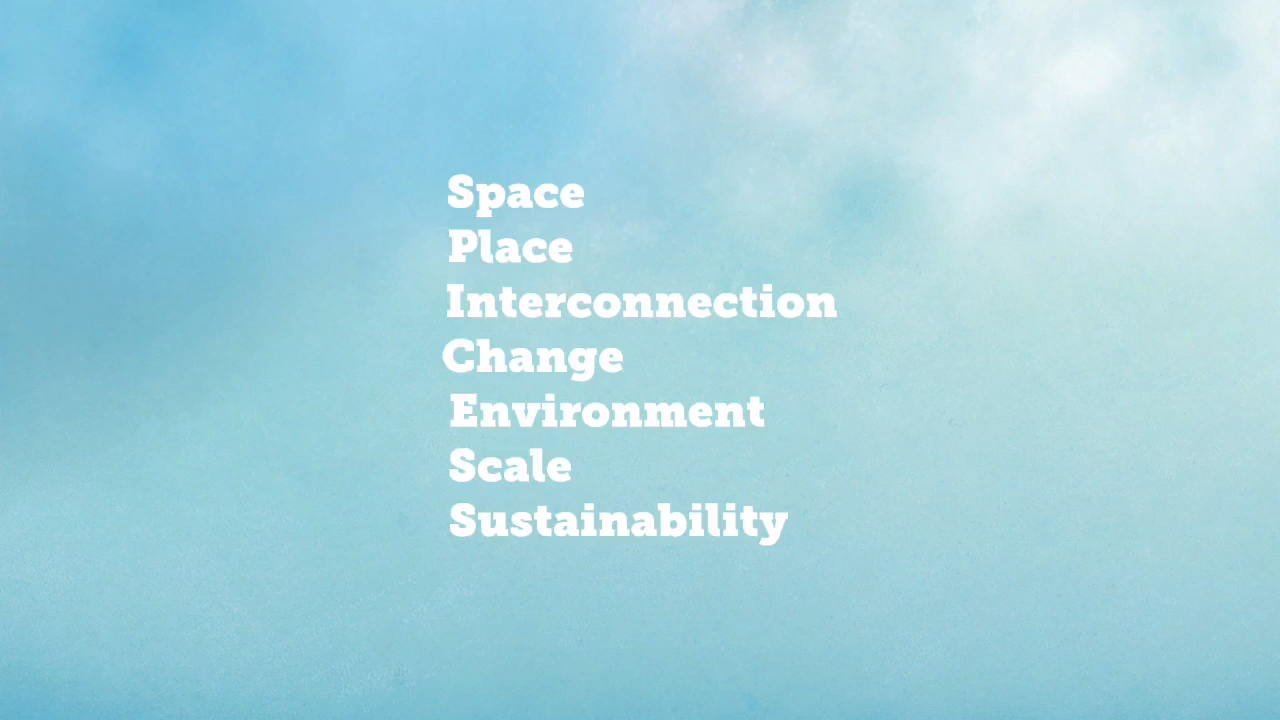 Space
Place
Interconnection
Change
Environment
Scale
Sustainability